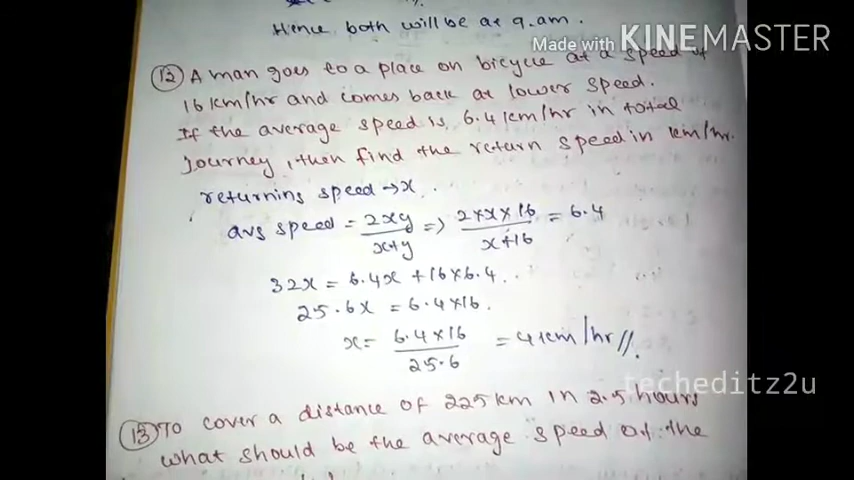 Hence both will be at 9.am.
Made with KINEMASTER
(12) A man goes to a place on bicycle at a speed of
16 km/hr and comes back at lower speed.
If the average speed is 6.4 km/hr in total
Journey, then find the return speed in km/hr.
returning speed → x.
avg speed = 2xy/x+y => 2×x×16/x+16 = 6.4
32x = 6.4x + 16×6.4.
25.6x = 6.4×16.
x = 6.4×16/25.6 = 4 km/hr//.
techeditz2u
(13) To cover a distance of 225 km in 2.5 hours
what should be the average speed of the